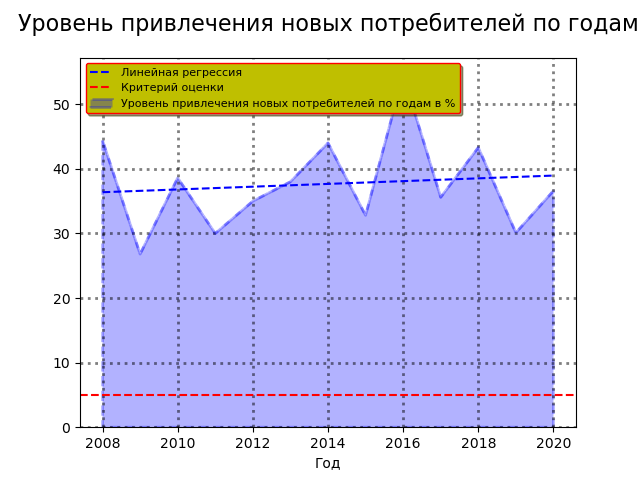 Уровень привлечения новых потребителей по годам
Линейная регрессия
Критерий оценки
Уровень привлечения новых потребителей по годам в %
50
40
30
20
10
0
2008 2010 2012 2014 2016 2018 2020
Год